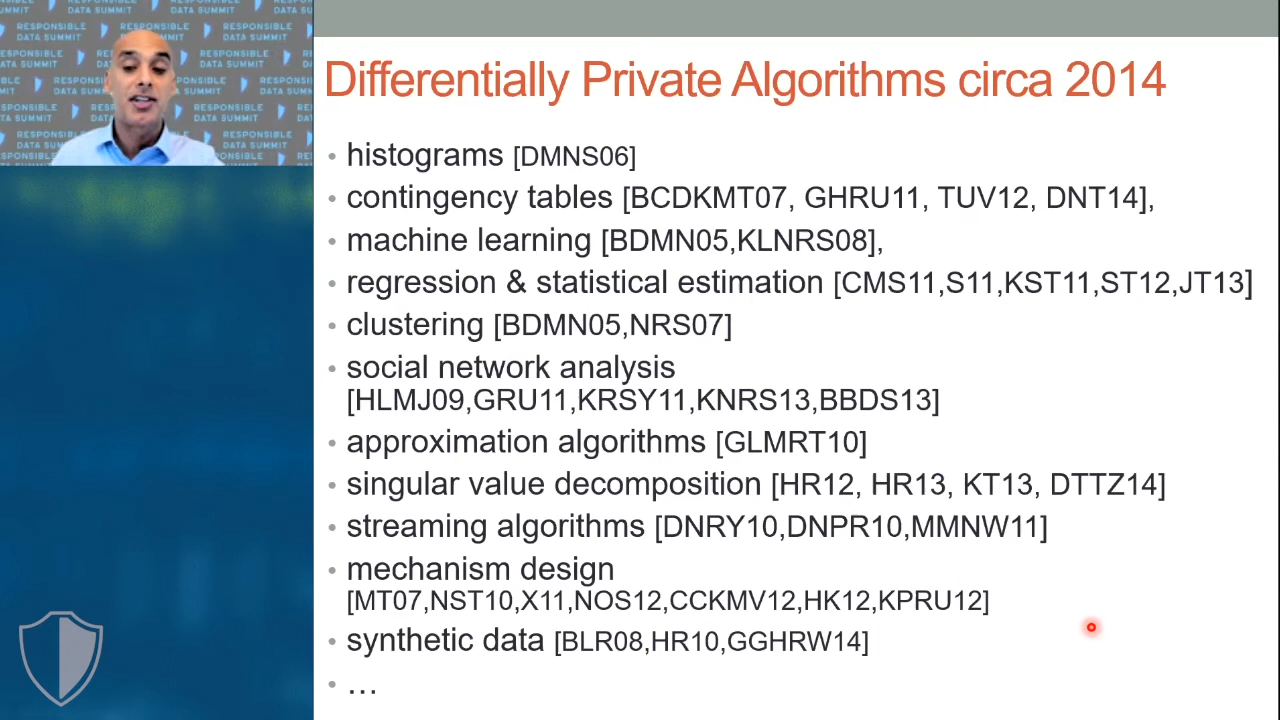 RESPONSIBLE DATA SUMMIT
Differentially Private Algorithms circa 2014
• histograms [DMNS06]
• contingency tables [BCDKMT07, GHRU11, TUV12, DNT14],
• machine learning [BDMN05,KLNRS08],
• regression & statistical estimation [CMS11,S11,KST11,ST12,JT13]
• clustering [BDMN05,NRS07]
• social network analysis
[HLMJ09,GRU11,KRSY11,KNRS13,BBDS13]
• approximation algorithms [GLMRT10]
• singular value decomposition [HR12, HR13, KT13, DTTZ14]
• streaming algorithms [DNRY10,DNPR10,MMNW11]
• mechanism design
[MT07,NST10,X11,NOS12,CCKMV12,HK12,KPRU12]
• synthetic data [BLR08,HR10,GGHRW14]
• …